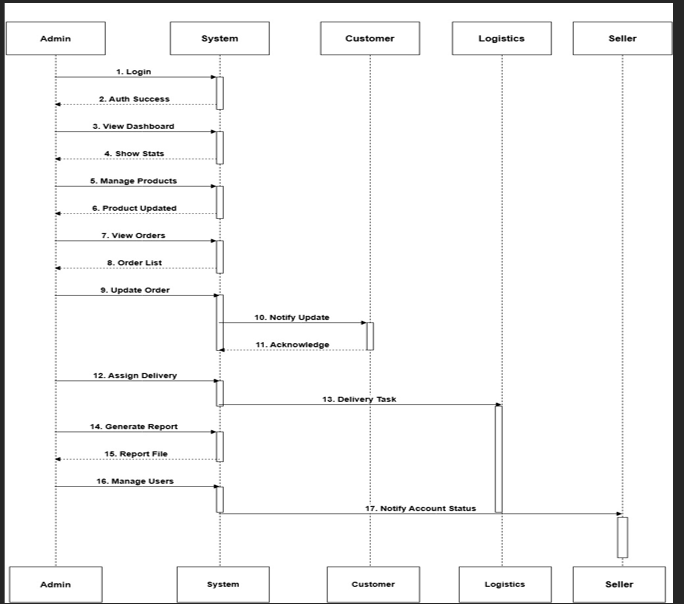 Admin
System
Customer
Logistics
Seller
1. Login
2. Auth Success
3. View Dashboard
4. Show Stats
5. Manage Products
6. Product Updated
7. View Orders
8. Order List
9. Update Order
10. Notify Update
11. Acknowledge
12. Assign Delivery
13. Delivery Task
14. Generate Report
15. Report File
16. Manage Users
17. Notify Account Status
Admin
System
Customer
Logistics
Seller